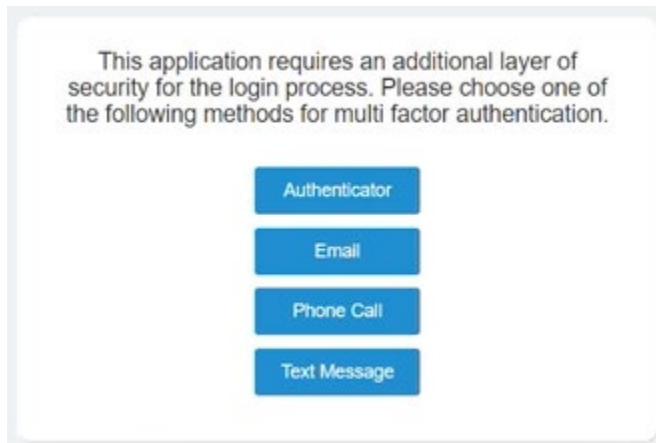 This application requires an additional layer of
security for the login process. Please choose one of
the following methods for multi factor authentication.
Authenticator
Email
Phone Call
Text Message